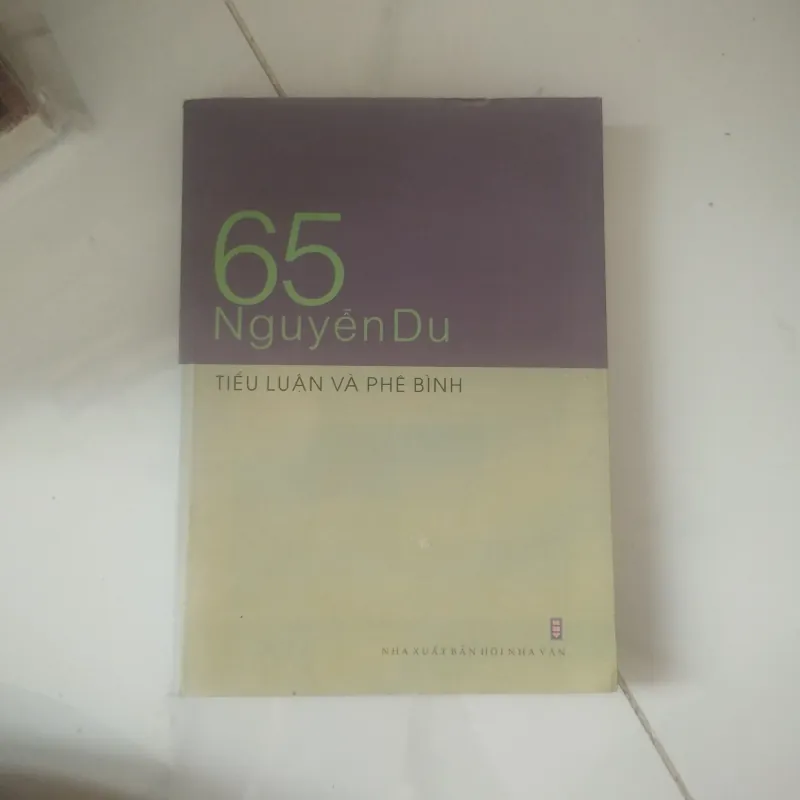 65
Nguyễn Du
TIỂU LUẬN VÀ PHÊ BÌNH
NHÀ XUẤT BẢN HỘI NHÀ VĂN